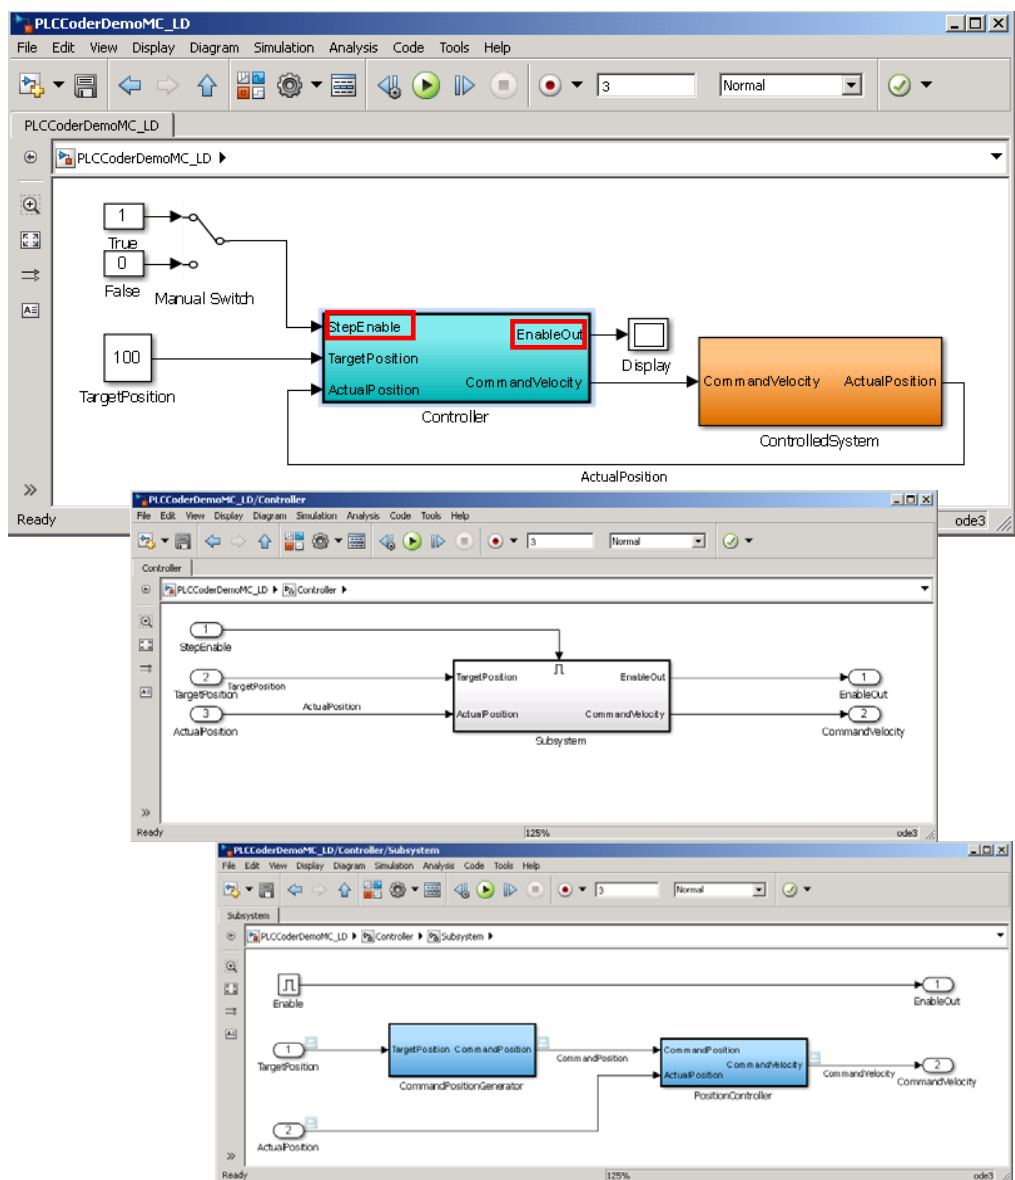 PLCCoderDemoMC_LD
File Edit View Display Diagram Simulation Analysis Code Tools Help
3 Normal
PLCCoderDemoMC_LD
PLCCoderDemoMC_LD
1
True
0
False
Manual Switch
100
TargetPosition
StepEnable
TargetPosition
ActualPosition
EnableOut
CommandVelocity
Controller
Display
CommandVelocity ActualPosition
ControlledSystem
ActualPosition
Ready ode3
PLCCoderDemoMC_LD/Controller
File Edit View Display Diagram Simulation Analysis Code Tools Help
3 Normal
Controller
PLCCoderDemoMC_LD Controller
1
StepEnable
2
TargetPosition
TargetPosition
3
ActualPosition
ActualPosition
TargetPosition EnableOut
ActualPosition CommandVelocity
Subsystem
1
EnableOut
2
CommandVelocity
Ready 125% ode3
PLCCoderDemoMC_LD/Controller/Subsystem
File Edit View Display Diagram Simulation Analysis Code Tools Help
3 Normal
Subsystem
PLCCoderDemoMC_LD Controller Subsystem
Enable
1
EnableOut
1
TargetPosition
TargetPosition CommandPosition
CommandPositionGenerator
CommandPosition
CommandPosition
CommandVelocity
ActualPosition
PositionController
CommandVelocity
2
CommandVelocity
2
ActualPosition
Ready 125% ode3